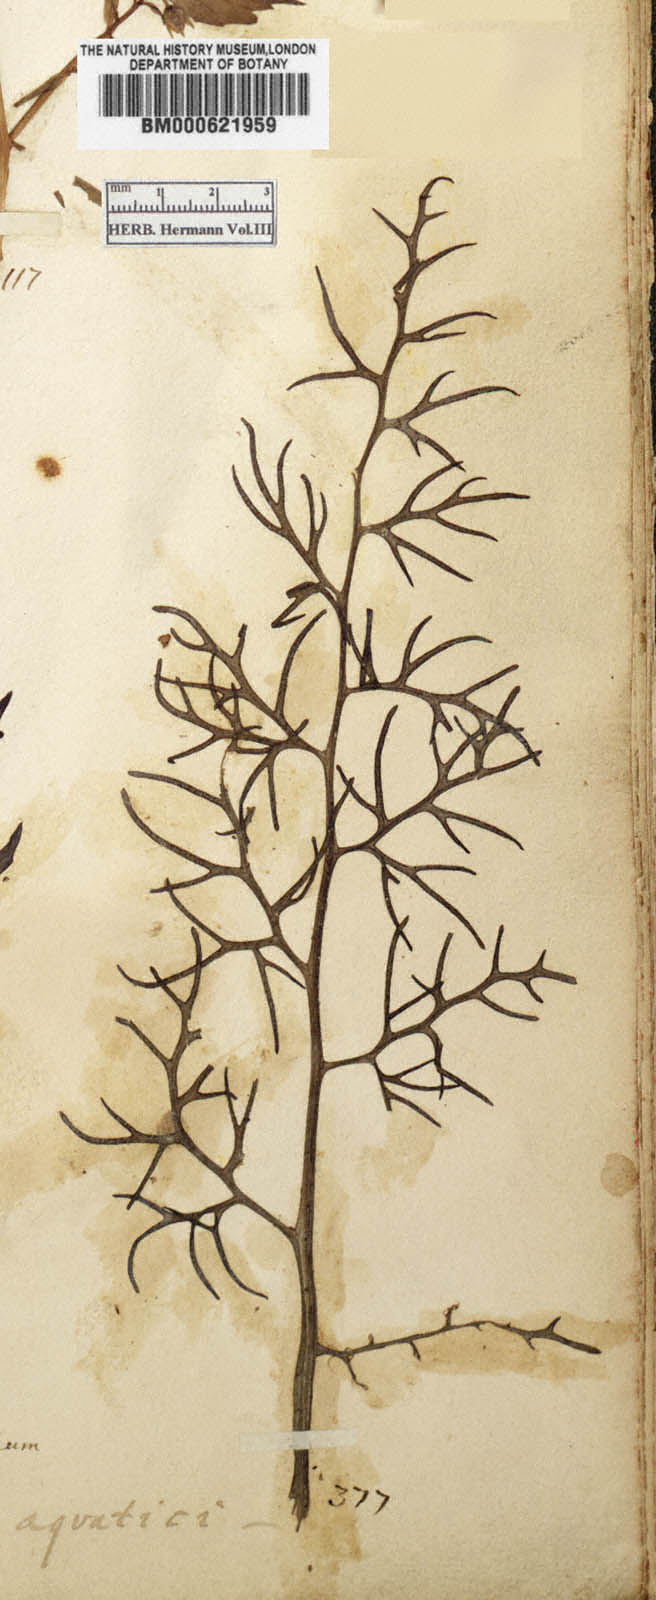 THE NATURAL HISTORY MUSEUM, LONDON
DEPARTMENT OF BOTANY
BM000621959
mm 1 2 3
HERB. Hermann Vol.III
117
um
377
aquatici